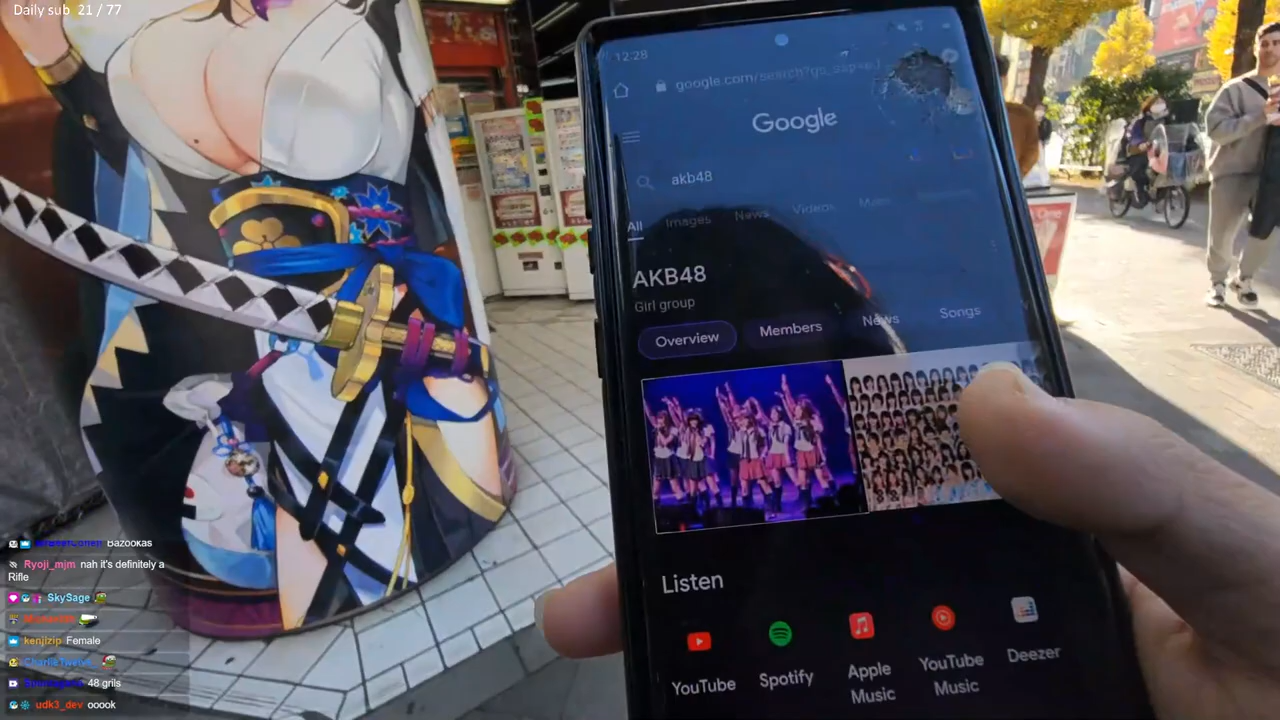 Daily sub 21 / 77
12:28
google.com/search?
Google
akb48
All Images News Videos
AKB48
Girl group
Overview Members News Songs
Listen
YouTube Spotify Apple Music YouTube Music Deezer
Bazookas
Ryoji_mjm nah it's definitely a
Rifle
SkySage
kenjizip Female
48 grils
udk3_dev ooook